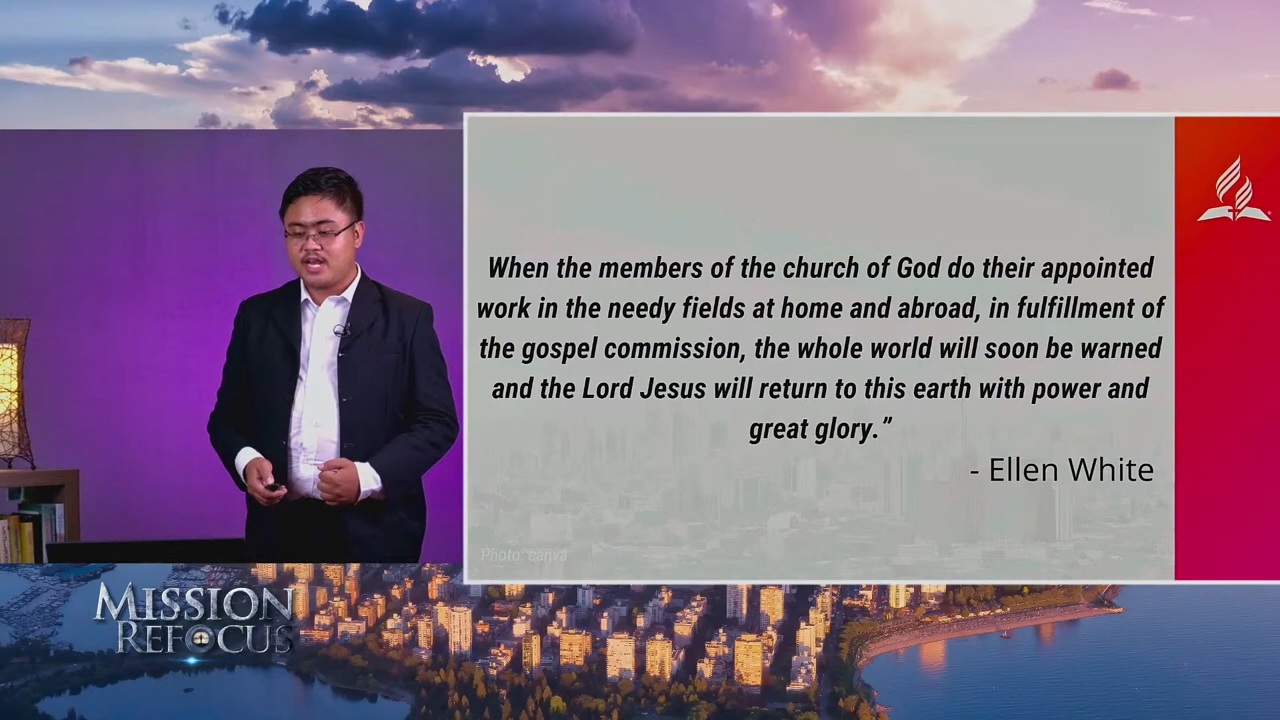 When the members of the church of God do their appointed
work in the needy fields at home and abroad, in fulfillment of
the gospel commission, the whole world will soon be warned
and the Lord Jesus will return to this earth with power and
great glory.”
- Ellen White
Photo: canva
MISSION
REFOCUS